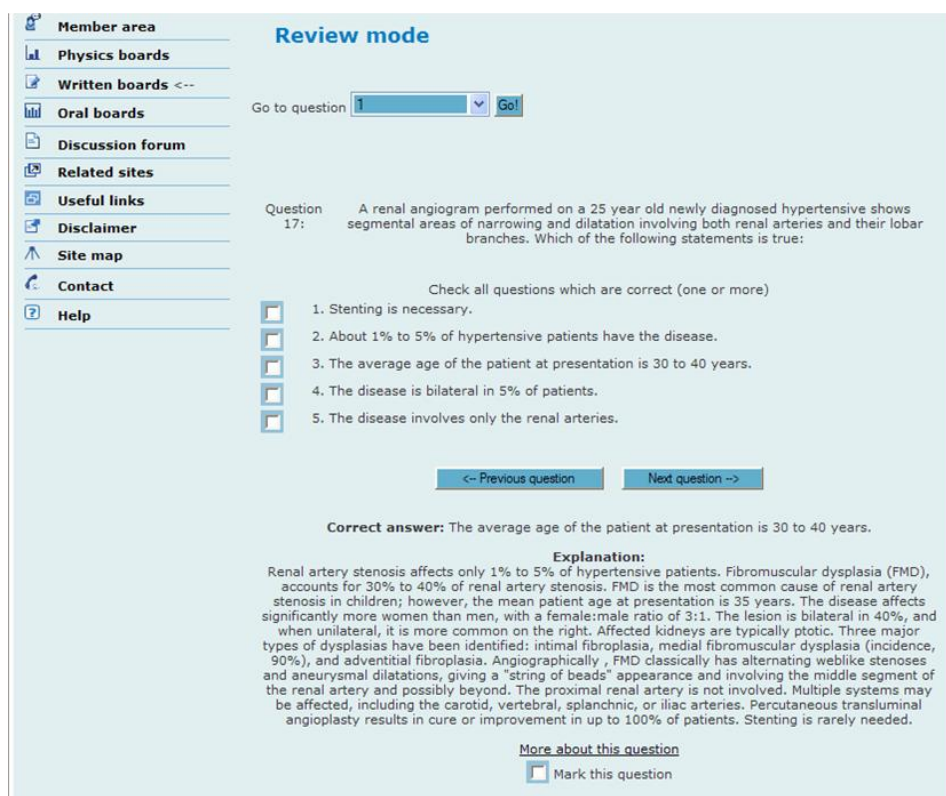 Member area
Physics boards
Written boards <--
Oral boards
Discussion forum
Related sites
Useful links
Disclaimer
Site map
Contact
Help
Review mode
Go to question 1 Go!
Question 17:
A renal angiogram performed on a 25 year old newly diagnosed hypertensive shows
segmental areas of narrowing and dilatation involving both renal arteries and their lobar
branches. Which of the following statements is true:
Check all questions which are correct (one or more)
1. Stenting is necessary.
2. About 1% to 5% of hypertensive patients have the disease.
3. The average age of the patient at presentation is 30 to 40 years.
4. The disease is bilateral in 5% of patients.
5. The disease involves only the renal arteries.
<-- Previous question
Next question -->
Correct answer: The average age of the patient at presentation is 30 to 40 years.
Explanation:
Renal artery stenosis affects only 1% to 5% of hypertensive patients. Fibromuscular dysplasia (FMD),
accounts for 30% to 40% of renal artery stenosis. FMD is the most common cause of renal artery
stenosis in children; however, the mean patient age at presentation is 35 years. The disease affects
significantly more women than men, with a female:male ratio of 3:1. The lesion is bilateral in 40%, and
when unilateral, it is more common on the right. Affected kidneys are typically ptotic. Three major
types of dysplasias have been identified: intimal fibroplasia, medial fibromuscular dysplasia (incidence,
90%), and adventitial fibroplasia. Angiographically , FMD classically has alternating weblike stenoses
and aneurysmal dilatations, giving a "string of beads" appearance and involving the middle segment of
the renal artery and possibly beyond. The proximal renal artery is not involved. Multiple systems may
be affected, including the carotid, vertebral, splanchnic, or iliac arteries. Percutaneous transluminal
angioplasty results in cure or improvement in up to 100% of patients. Stenting is rarely needed.
More about this question
Mark this question